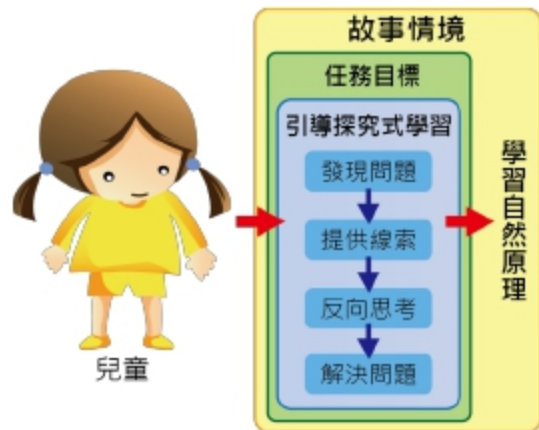 故事情境
任務目標
引導探究式學習
發現問題
提供線索
反向思考
解決問題
學習自然原理
兒童